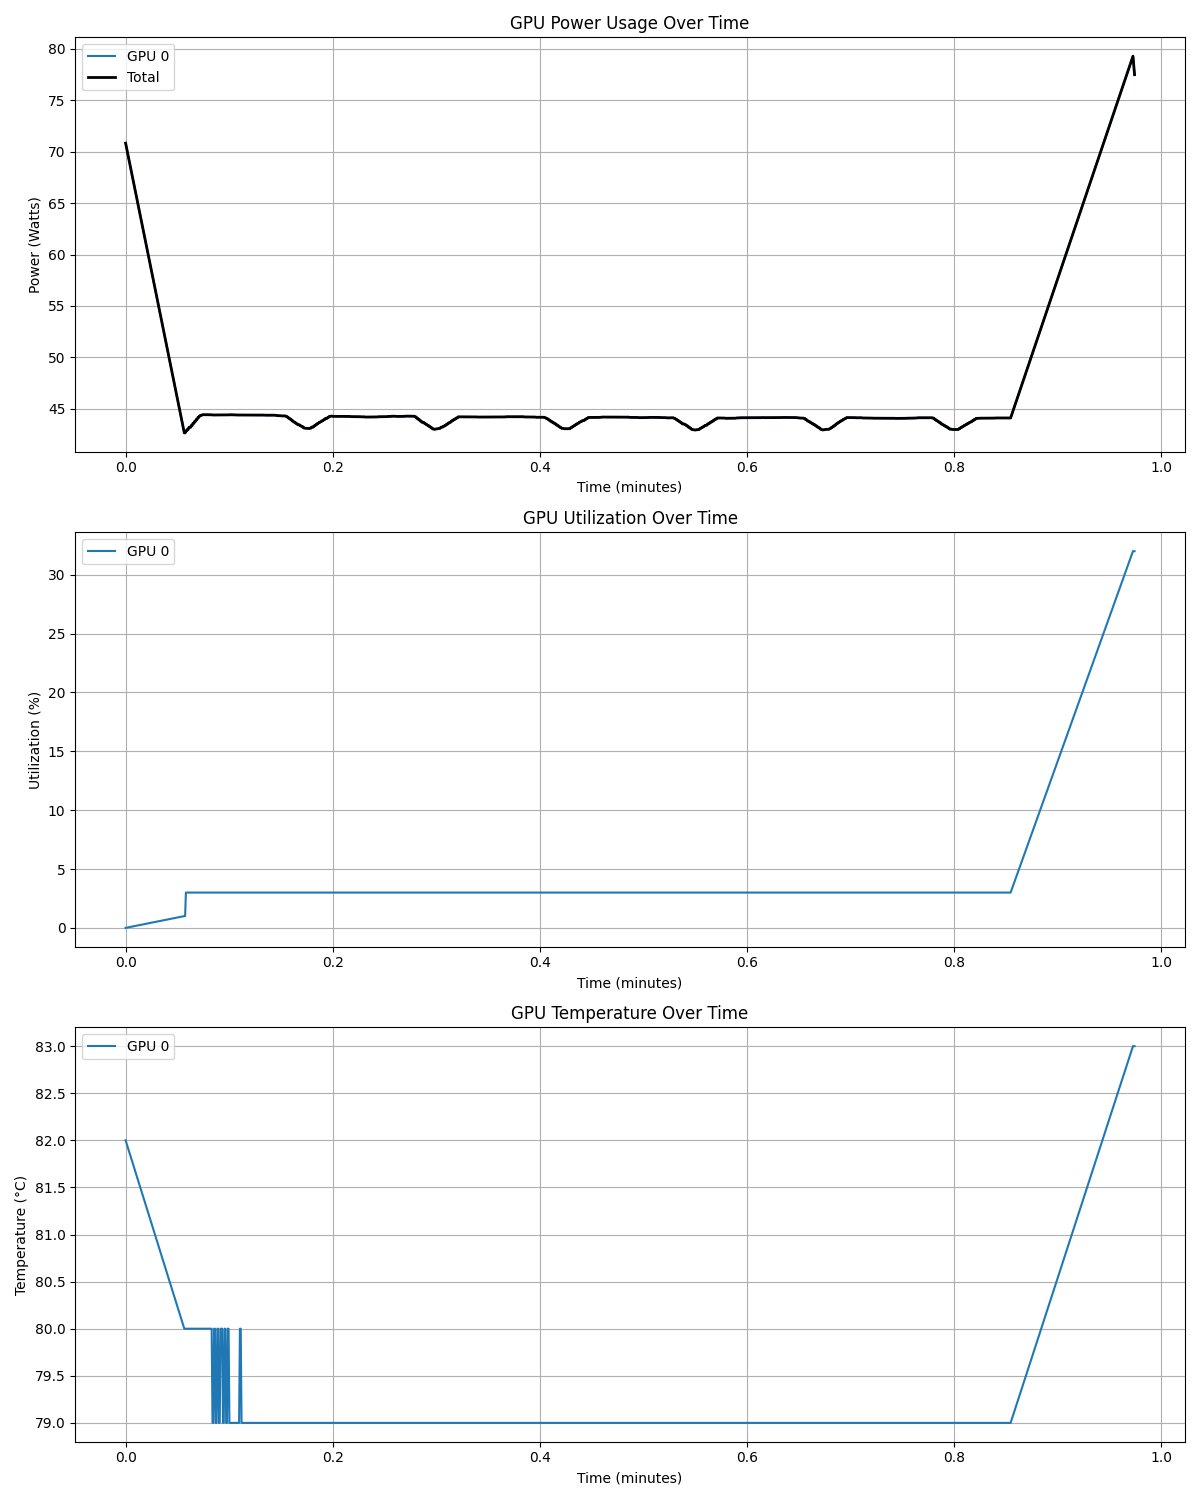 GPU Power Usage Over Time
GPU 0
Total
80
75
70
65
60
55
50
45
Power (Watts)
0.0 0.2 0.4 0.6 0.8 1.0
Time (minutes)
GPU Utilization Over Time
GPU 0
30
25
20
15
10
5
0
Utilization (%)
0.0 0.2 0.4 0.6 0.8 1.0
Time (minutes)
GPU Temperature Over Time
GPU 0
83.0
82.5
82.0
81.5
81.0
80.5
80.0
79.5
79.0
Temperature (°C)
0.0 0.2 0.4 0.6 0.8 1.0
Time (minutes)